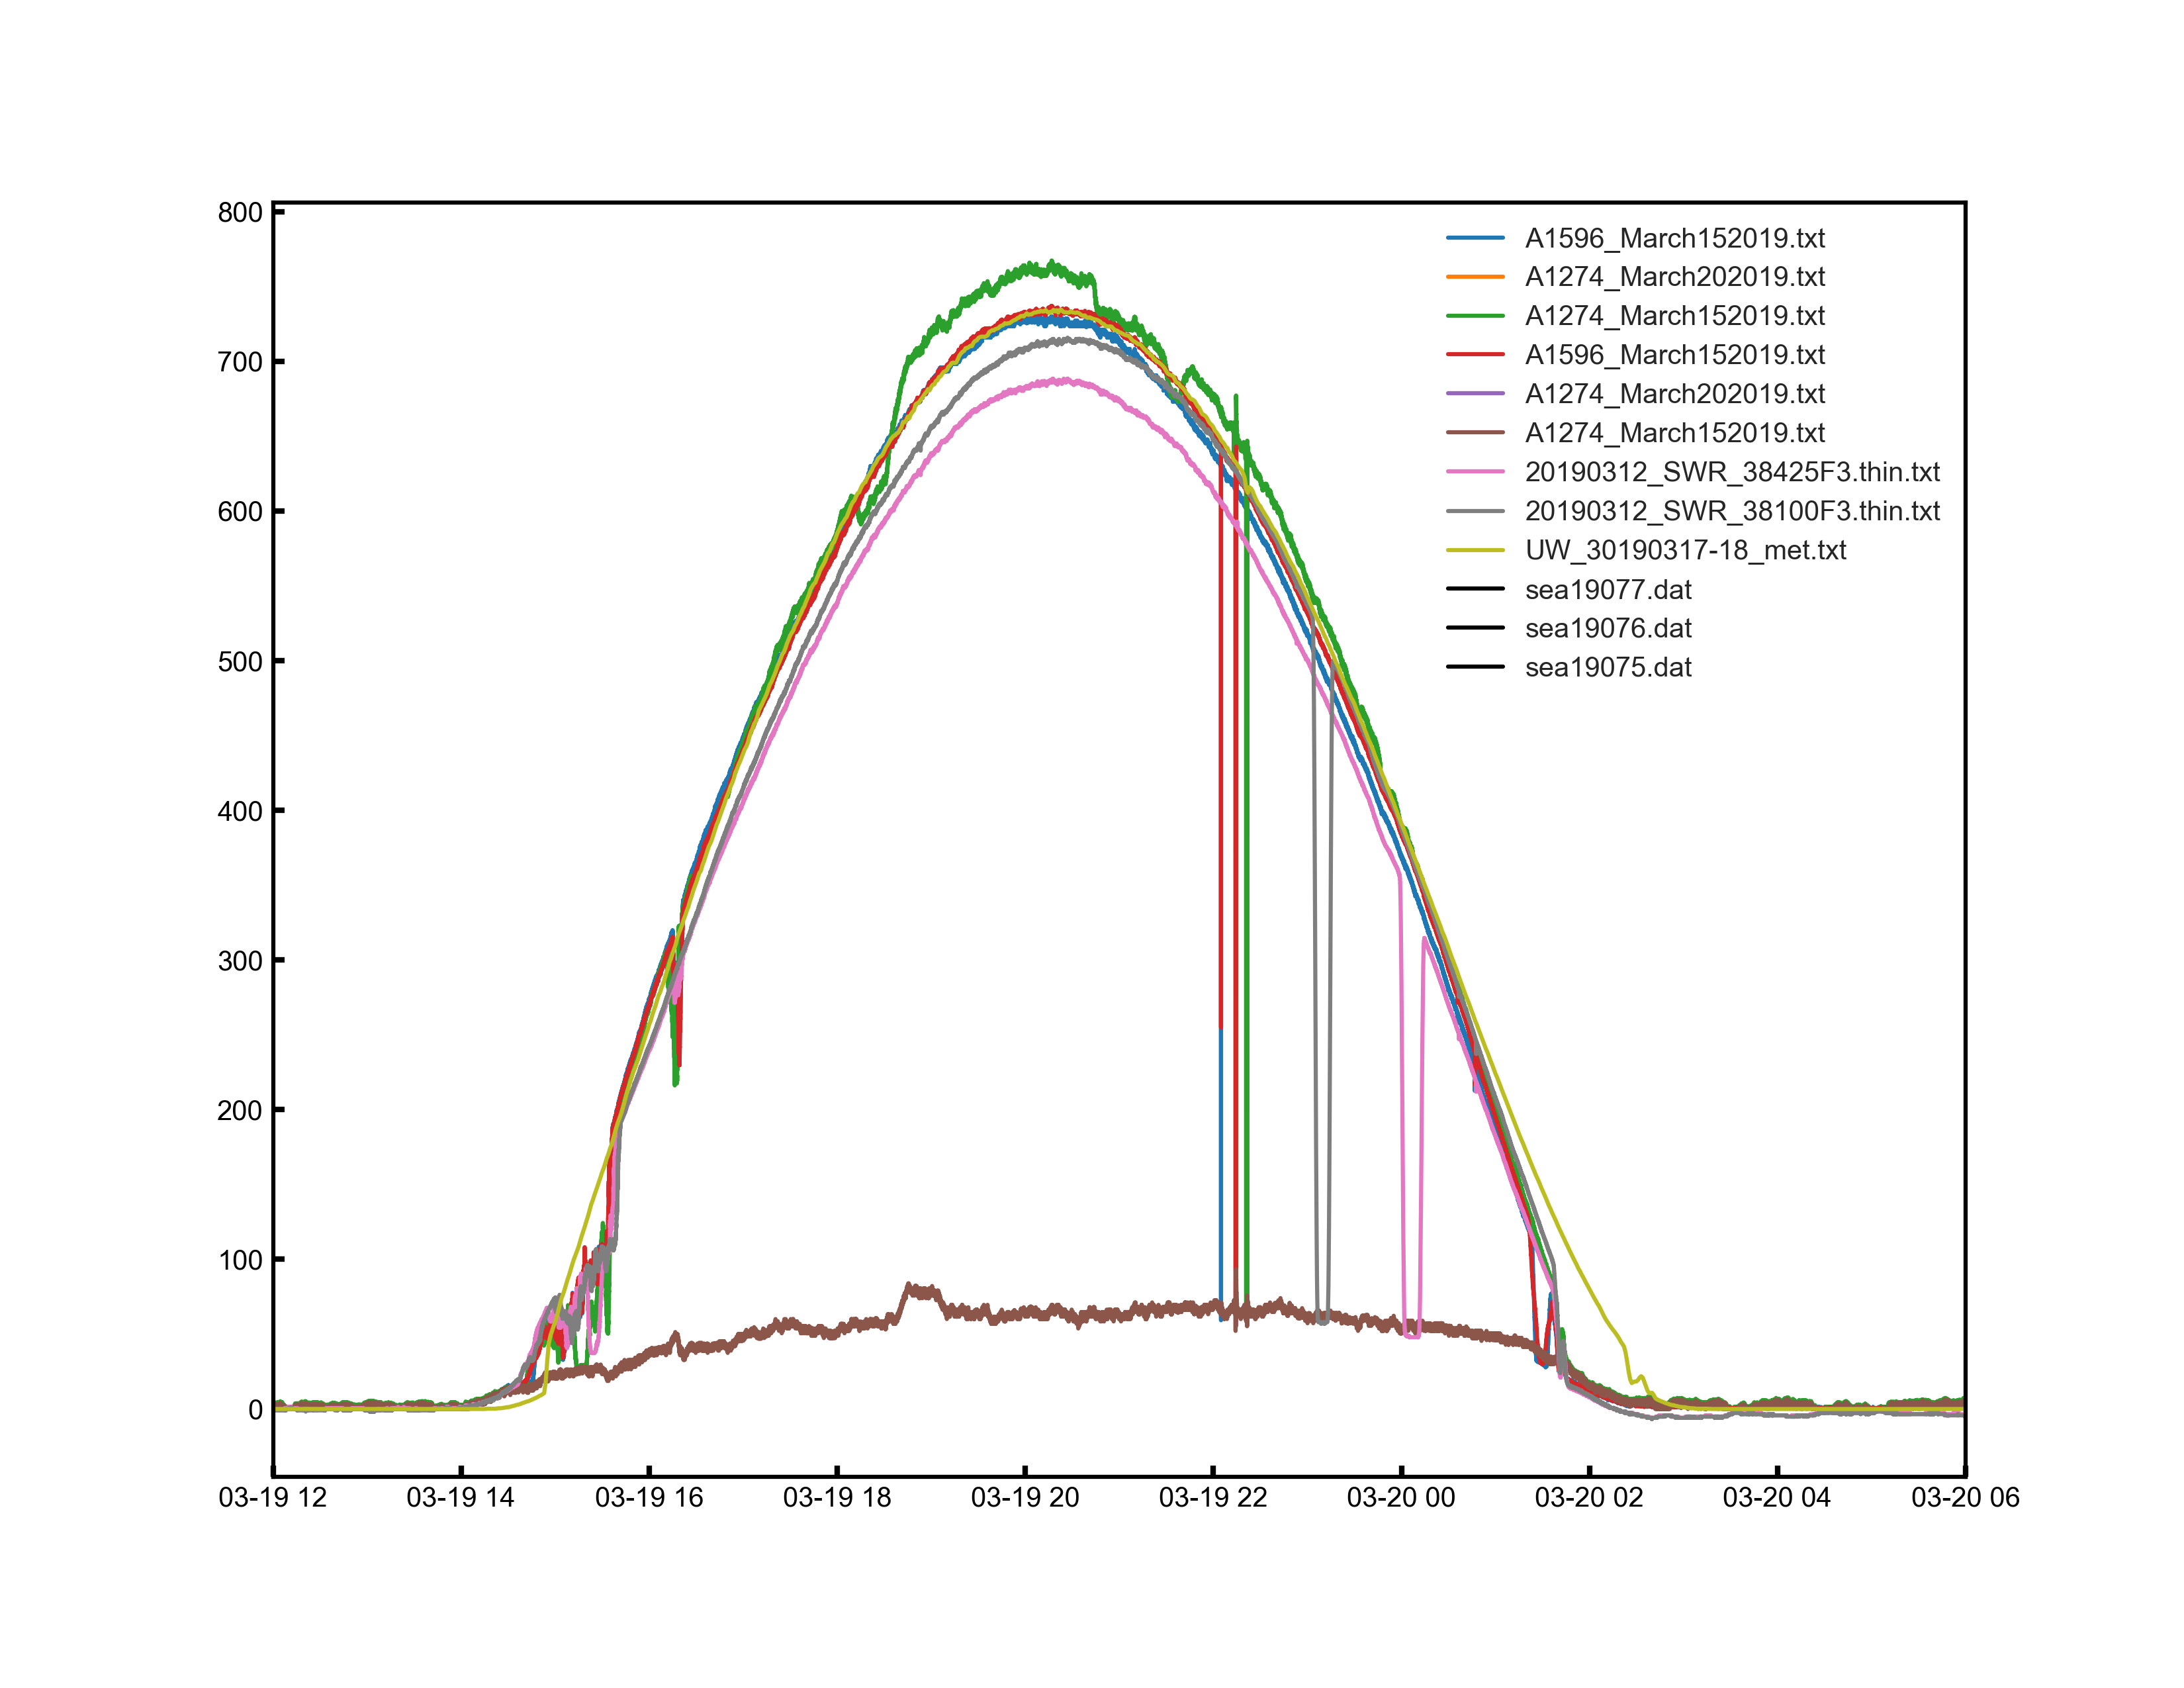 800
700
600
500
400
300
200
100
0
03-19 12
03-19 14
03-19 16
03-19 18
03-19 20
03-19 22
03-20 00
03-20 02
03-20 04
03-20 06
A1596_March152019.txt
A1274_March202019.txt
A1274_March152019.txt
A1596_March152019.txt
A1274_March202019.txt
A1274_March152019.txt
20190312_SWR_38425F3.thin.txt
20190312_SWR_38100F3.thin.txt
UW_30190317-18_met.txt
sea19077.dat
sea19076.dat
sea19075.dat